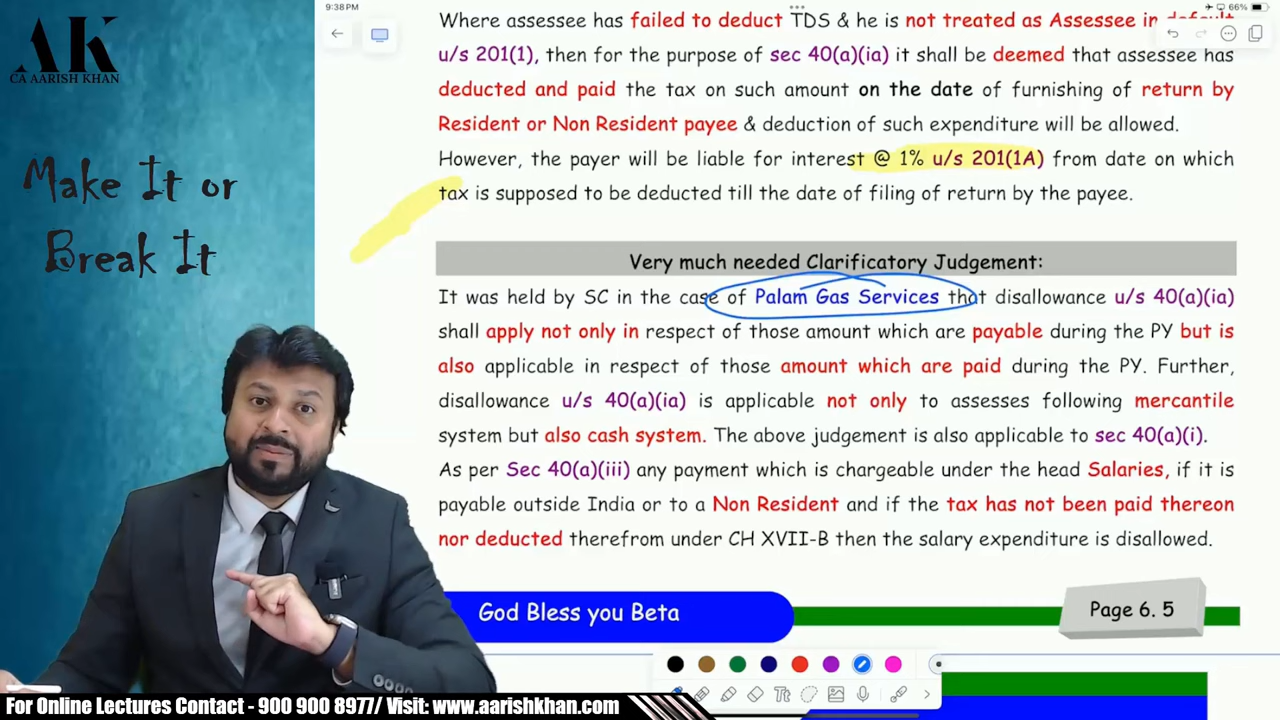 AK
CA AARISH KHAN
Make It or
Break It
9:38 PM
66%
Where assessee has failed to deduct TDS & he is not treated as Assessee in default
u/s 201(1), then for the purpose of sec 40(a)(ia) it shall be deemed that assessee has
deducted and paid the tax on such amount on the date of furnishing of return by
Resident or Non Resident payee & deduction of such expenditure will be allowed.
However, the payer will be liable for interest @ 1% u/s 201(1A) from date on which
tax is supposed to be deducted till the date of filing of return by the payee.
Very much needed Clarificatory Judgement:
It was held by SC in the case of Palam Gas Services that disallowance u/s 40(a)(ia)
shall apply not only in respect of those amount which are payable during the PY but is
also applicable in respect of those amount which are paid during the PY. Further,
disallowance u/s 40(a)(ia) is applicable not only to assesses following mercantile
system but also cash system. The above judgement is also applicable to sec 40(a)(i).
As per Sec 40(a)(iii) any payment which is chargeable under the head Salaries, if it is
payable outside India or to a Non Resident and if the tax has not been paid thereon
nor deducted therefrom under CH XVII-B then the salary expenditure is disallowed.
God Bless you Beta
Page 6. 5
Tt
For Online Lectures Contact - 900 900 8977/ Visit: www.aarishkhan.com